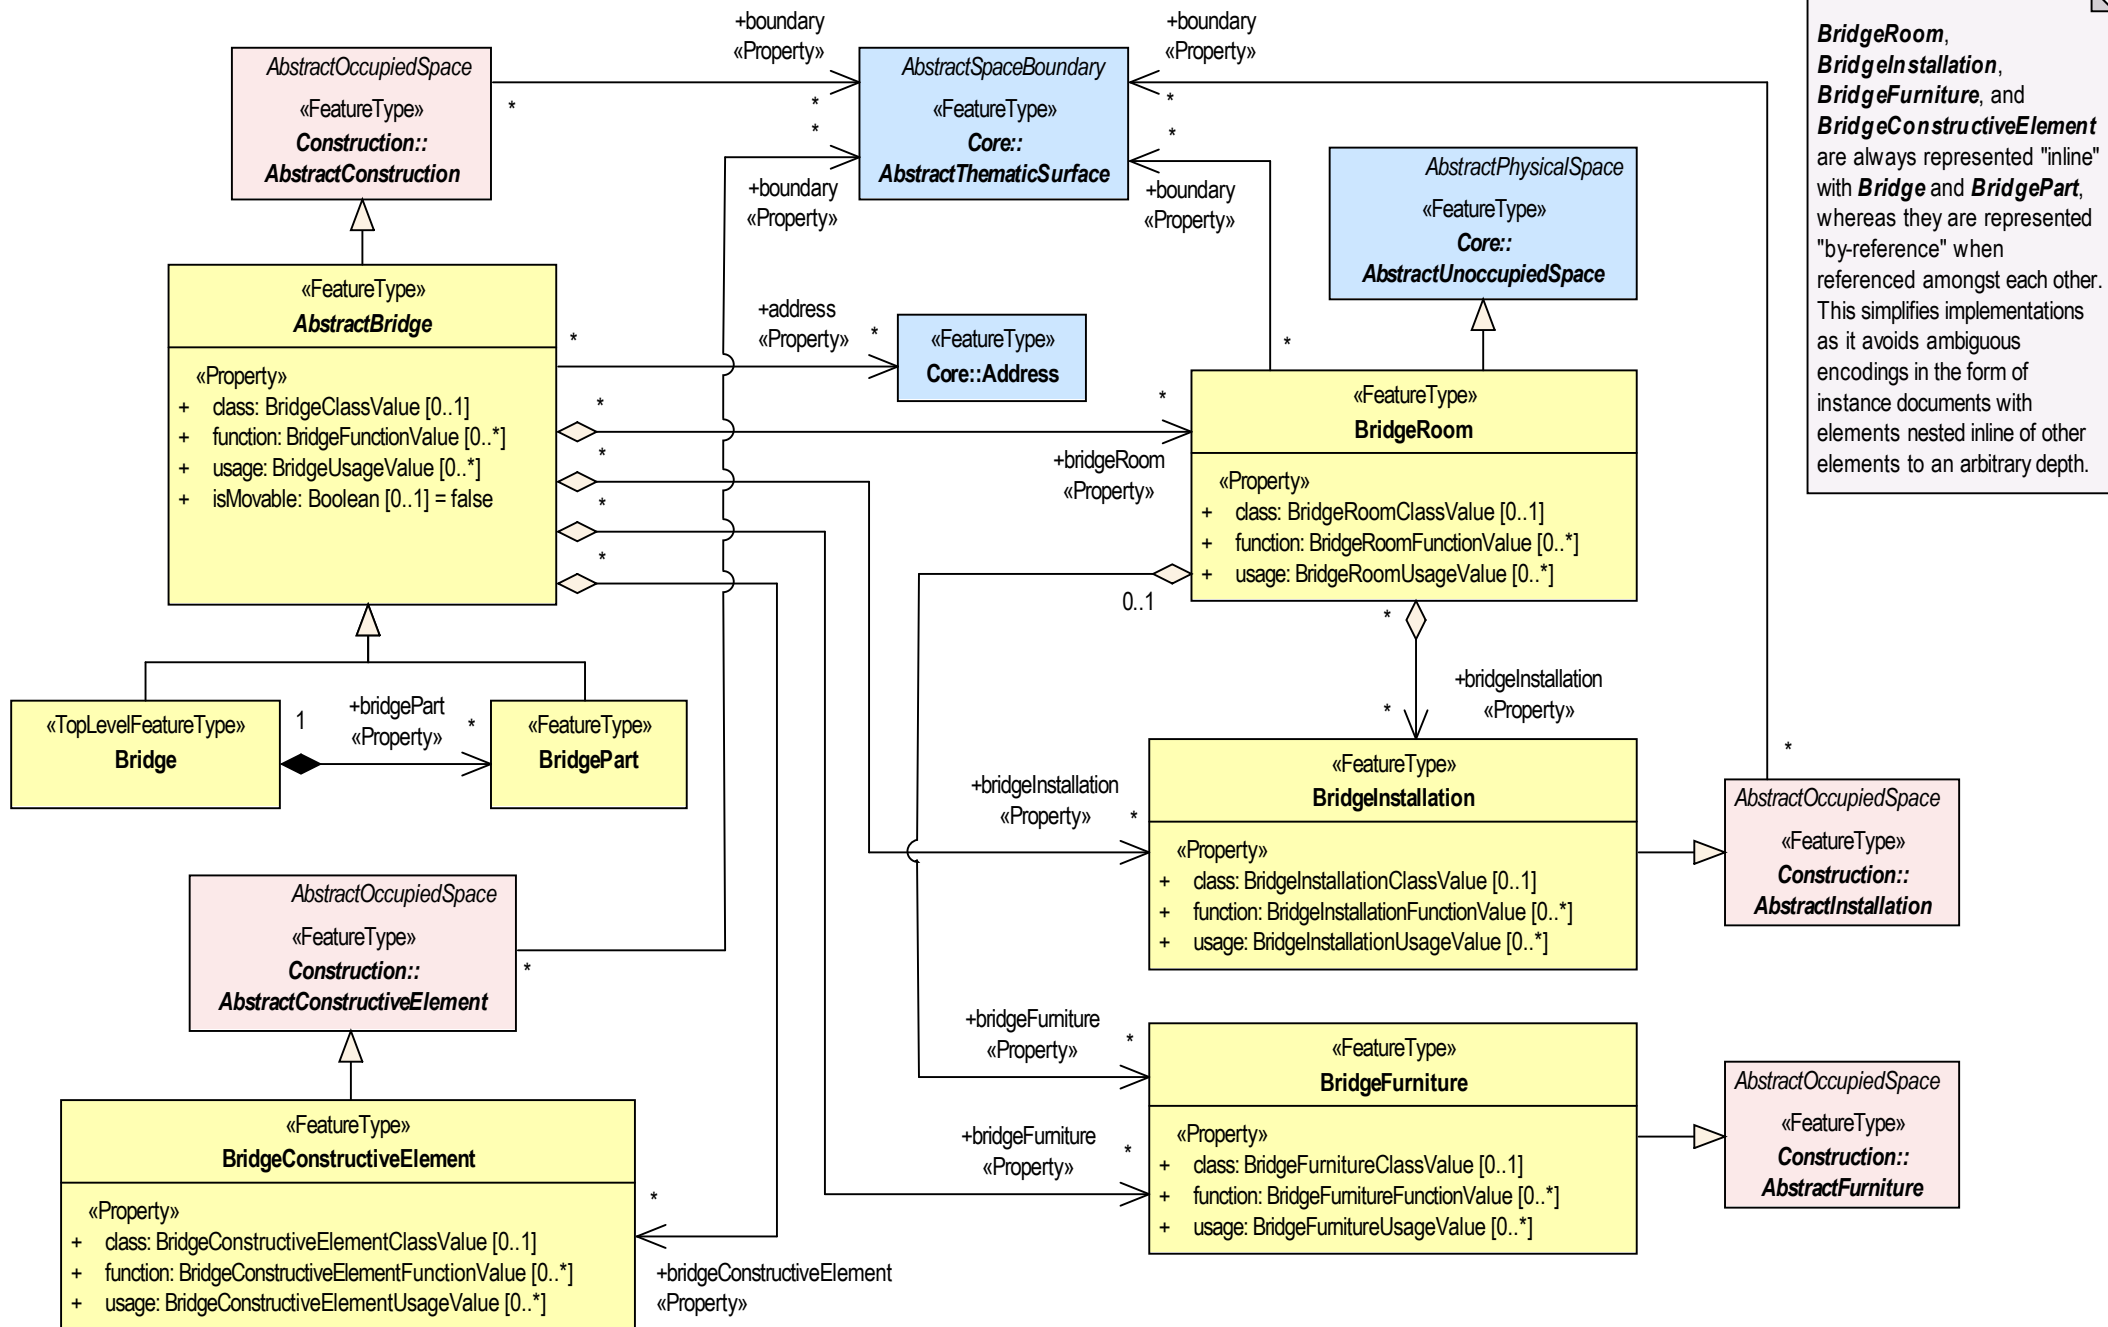 +boundary
«Property»
*
*
AbstractOccupiedSpace
«FeatureType»
Construction::
AbstractConstruction
*
AbstractSpaceBoundary
«FeatureType»
Core::
AbstractThematicSurface
+boundary
«Property»
*
*
+boundary
«Property»
+boundary
«Property»
AbstractPhysicalSpace
«FeatureType»
Core::
AbstractUnoccupiedSpace
BridgeRoom,
BridgeInstallation,
BridgeFurniture, and
BridgeConstructiveElement
are always represented "inline"
with Bridge and BridgePart,
whereas they are represented
"by-reference" when
referenced amongst each other.
This simplifies implementations
as it avoids ambiguous
encodings in the form of
instance documents with
elements nested inline of other
elements to an arbitrary depth.
«FeatureType»
AbstractBridge
«Property»
+ class: BridgeClassValue [0..1]
+ function: BridgeFunctionValue [0..*]
+ usage: BridgeUsageValue [0..*]
+ isMovable: Boolean [0..1] = false
*
+address
«Property»
*
«FeatureType»
Core::Address
*
*
*
*
*
*
+bridgeRoom
«Property»
«FeatureType»
BridgeRoom
«Property»
+ class: BridgeRoomClassValue [0..1]
+ function: BridgeRoomFunctionValue [0..*]
+ usage: BridgeRoomUsageValue [0..*]
0..1
*
+bridgeInstallation
«Property»
*
«TopLevelFeatureType»
Bridge
1
+bridgePart
«Property»
*
«FeatureType»
BridgePart
+bridgeInstallation
«Property»
*
«FeatureType»
BridgeInstallation
«Property»
+ class: BridgeInstallationClassValue [0..1]
+ function: BridgeInstallationFunctionValue [0..*]
+ usage: BridgeInstallationUsageValue [0..*]
*
AbstractOccupiedSpace
«FeatureType»
Construction::
AbstractInstallation
AbstractOccupiedSpace
«FeatureType»
Construction::
AbstractConstructiveElement
*
+bridgeFurniture
«Property»
*
+bridgeFurniture
«Property»
*
«FeatureType»
BridgeFurniture
«Property»
+ class: BridgeFurnitureClassValue [0..1]
+ function: BridgeFurnitureFunctionValue [0..*]
+ usage: BridgeFurnitureUsageValue [0..*]
AbstractOccupiedSpace
«FeatureType»
Construction::
AbstractFurniture
«FeatureType»
BridgeConstructiveElement
«Property»
+ class: BridgeConstructiveElementClassValue [0..1]
+ function: BridgeConstructiveElementFunctionValue [0..*]
+ usage: BridgeConstructiveElementUsageValue [0..*]
*
+bridgeConstructiveElement
«Property»